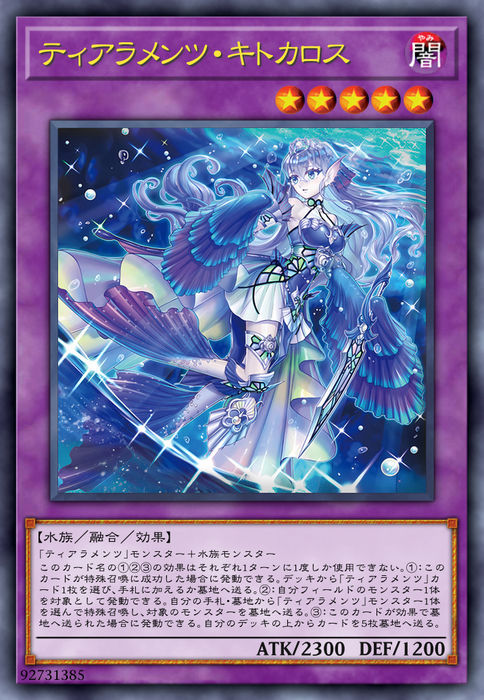 ティアラメンツ・キトカロス
やみ
闇
【水族／融合／効果】
「ティアラメンツ」モンスター＋水族モンスター
このカード名の①②③の効果はそれぞれ1ターンに1度しか使用できない。①：この
カードが特殊召喚に成功した場合に発動できる。デッキから「ティアラメンツ」カ
ード1枚を選び、手札に加えるか墓地へ送る。②：自分フィールドのモンスター1体
を対象として発動できる。自分の手札・墓地から「ティアラメンツ」モンスター1体
を選んで特殊召喚し、対象のモンスターを墓地へ送る。③：このカードが効果で墓
地へ送られた場合に発動できる。自分のデッキの上からカードを5枚墓地へ送る。
ATK/2300 DEF/1200
92731385